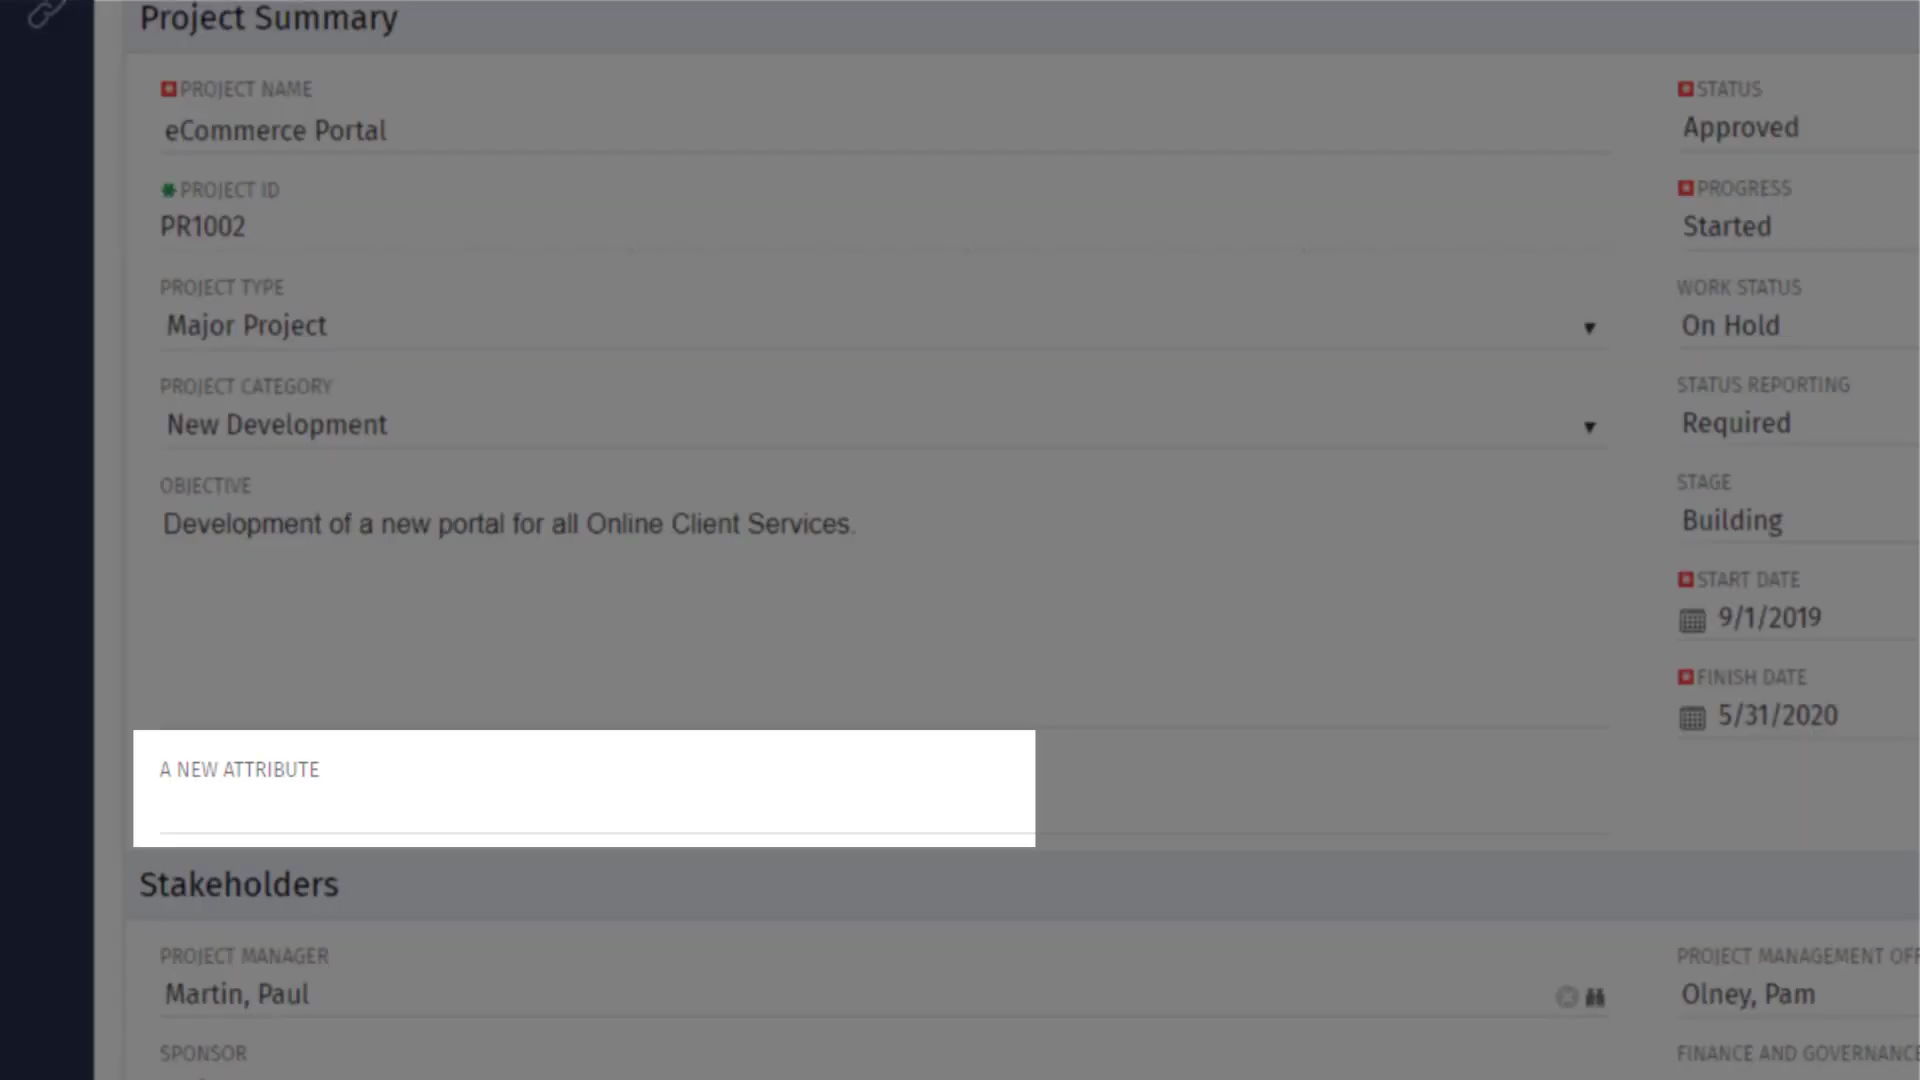 Project Summary
PROJECT NAME
eCommerce Portal
PROJECT ID
PR1002
PROJECT TYPE
Major Project
PROJECT CATEGORY
New Development
OBJECTIVE
Development of a new portal for all Online Client Services.
A NEW ATTRIBUTE
STATUS
Approved
PROGRESS
Started
WORK STATUS
On Hold
STATUS REPORTING
Required
STAGE
Building
START DATE
9/1/2019
FINISH DATE
5/31/2020
Stakeholders
PROJECT MANAGER
Martin, Paul
SPONSOR
PROJECT MANAGEMENT OFF
Olney, Pam
FINANCE AND GOVERNANCE